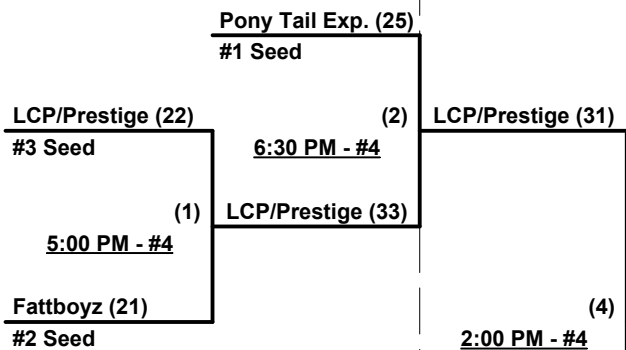 Pony Tail Exp. (25)
#1 Seed
LCP/Prestige (22)
(2)
LCP/Prestige (31)
#3 Seed
6:30 PM - #4
(1)
LCP/Prestige (33)
5:00 PM - #4
Fattboyz (21)
(4)
#2 Seed
2:00 PM - #4